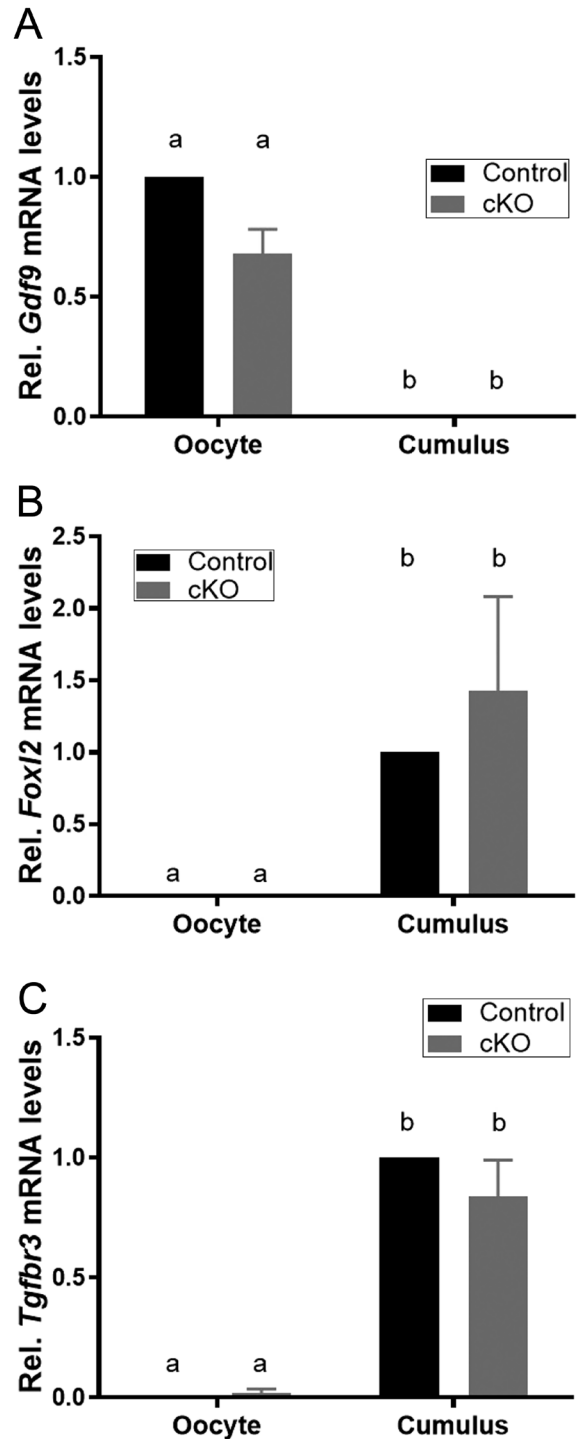 A
Rel. Gdf9 mRNA levels
1.5
1.0
0.5
0.0
a a
b b
Control
cKO
Oocyte Cumulus
B
Rel. Foxl2 mRNA levels
2.5
2.0
1.5
1.0
0.5
0.0
Control
cKO
b b
a a
Oocyte Cumulus
C
Rel. Tgfbr3 mRNA levels
1.5
1.0
0.5
0.0
Control
cKO
b b
a a
Oocyte Cumulus